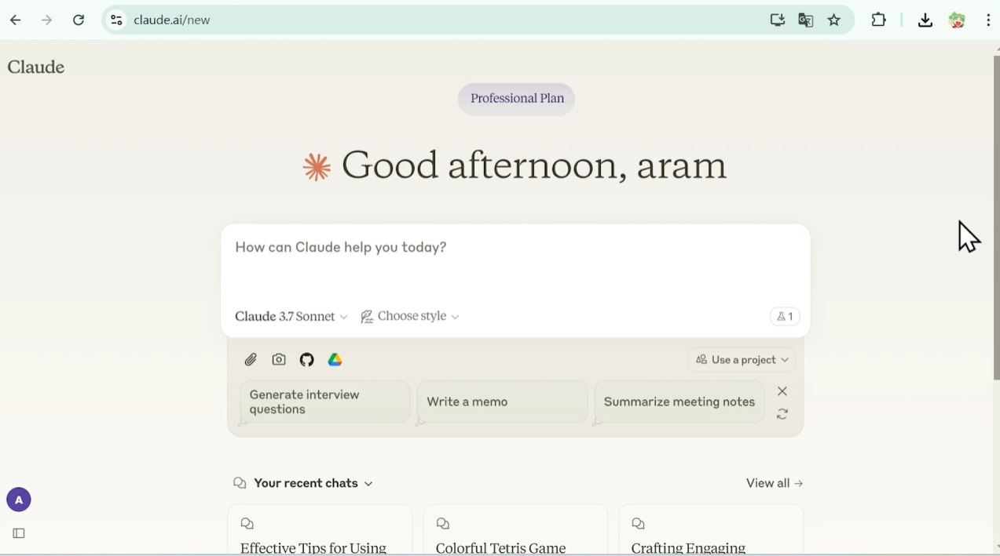 claude.ai/new
Claude
Professional Plan
Good afternoon, aram
How can Claude help you today?
Claude 3.7 Sonnet
Choose style
1
Use a project
Generate interview
questions
Write a memo
Summarize meeting notes
Your recent chats
View all →
A
Effective Tips for Using
Colorful Tetris Game
Crafting Engaging